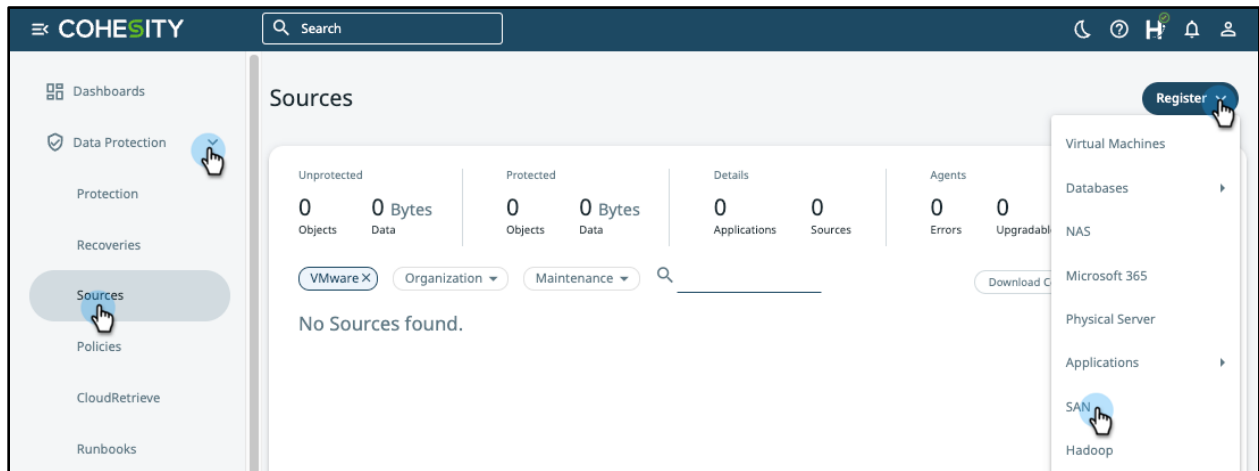 COHESITY
Search
Dashboards
Data Protection
Protection
Recoveries
Sources
Policies
CloudRetrieve
Runbooks
Sources
Register
Unprotected
0 0 Bytes
Objects Data
Protected
0 0 Bytes
Objects Data
Details
0 0
Applications Sources
Agents
0 0
Errors Upgradabl
VMware
Organization
Maintenance
Download C
No Sources found.
Virtual Machines
Databases
NAS
Microsoft 365
Physical Server
Applications
SAN
Hadoop